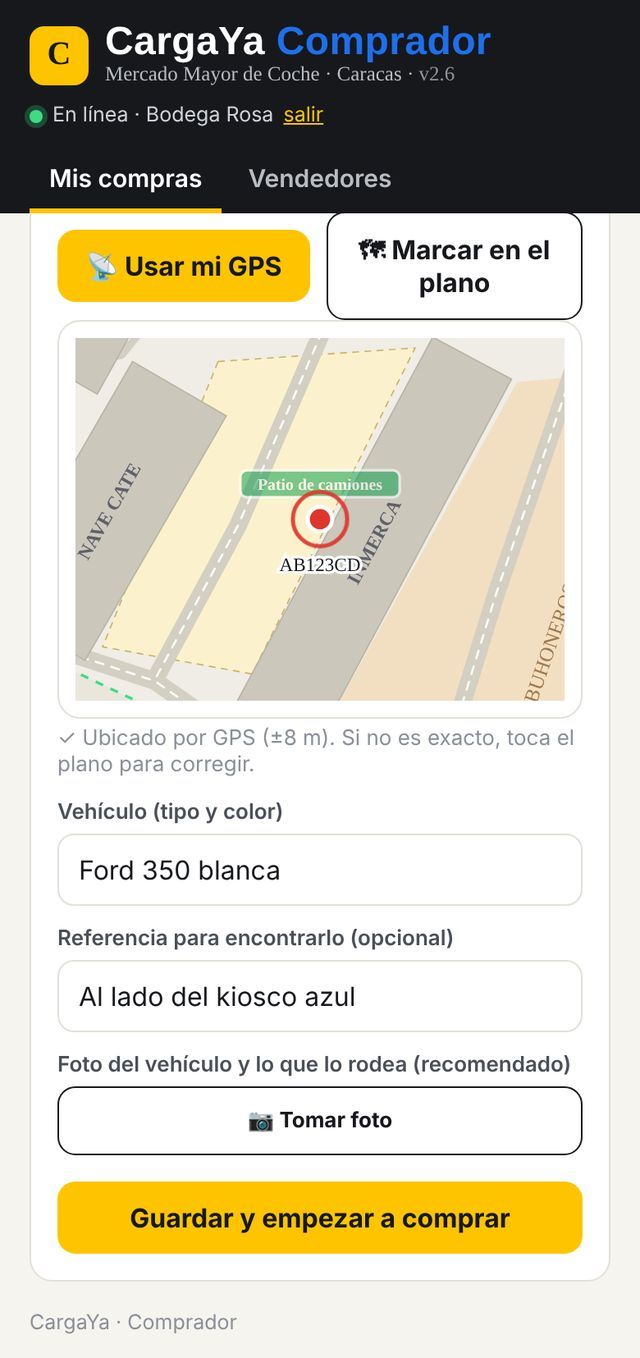 C
CargaYa Comprador
Mercado Mayor de Coche · Caracas · v2.6
En línea · Bodega Rosa salir
Mis compras Vendedores
Usar mi GPS
Marcar en el
plano
NAVE CATE
Patio de camiones
AB123CD
BUHONEROS
✓ Ubicado por GPS (±8 m). Si no es exacto, toca el
plano para corregir.
Vehículo (tipo y color)
Ford 350 blanca
Referencia para encontrarlo (opcional)
Al lado del kiosco azul
Foto del vehículo y lo que lo rodea (recomendado)
Tomar foto
Guardar y empezar a comprar
CargaYa · Comprador